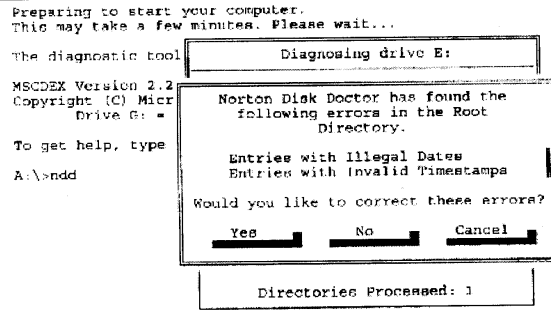 Preparing to start your computer.
This may take a few minutes. Please wait...
The diagnostic tool
Diagnosing drive E:
MSCDEX Version 2.2
Copyright (C) Micr
Drive G: =
Norton Disk Doctor has found the
following errors in the Root
Directory.
To get help, type
Entries with Illegal Dates
Entries with Invalid Timestamps
A:\>ndd
Would you like to correct these errors?
Yes No Cancel
Directories Processed: 1